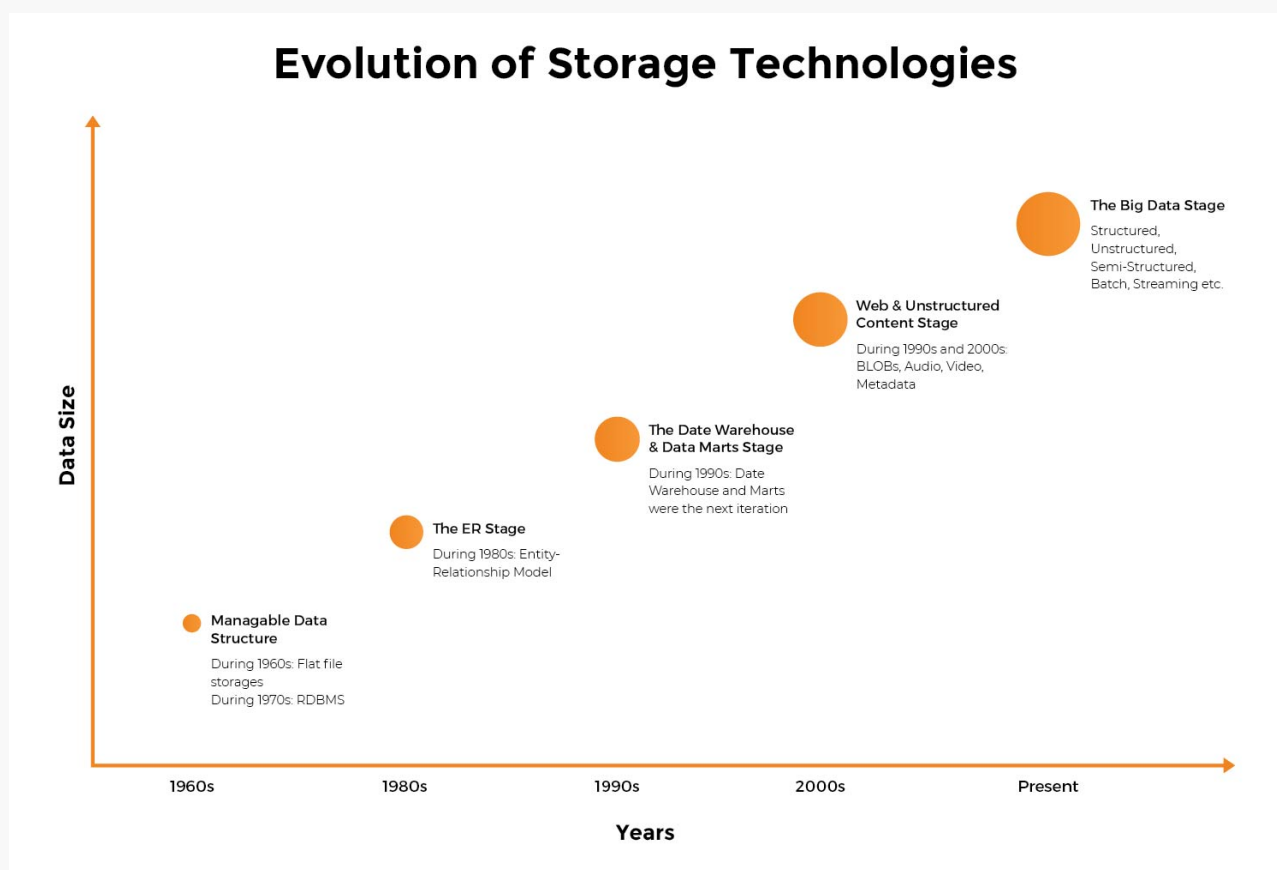 Evolution of Storage Technologies
Data Size
The Big Data Stage
Structured,
Unstructured,
Semi-Structured,
Batch, Streaming etc.
Web & Unstructured
Content Stage
During 1990s and 2000s:
BLOBs, Audio, Video,
Metadata
The Date Warehouse
& Data Marts Stage
During 1990s: Date
Warehouse and Marts
were the next iteration
The ER Stage
During 1980s: Entity-
Relationship Model
Managable Data
Structure
During 1960s: Flat file
storages
During 1970s: RDBMS
1960s
1980s
1990s
2000s
Present
Years